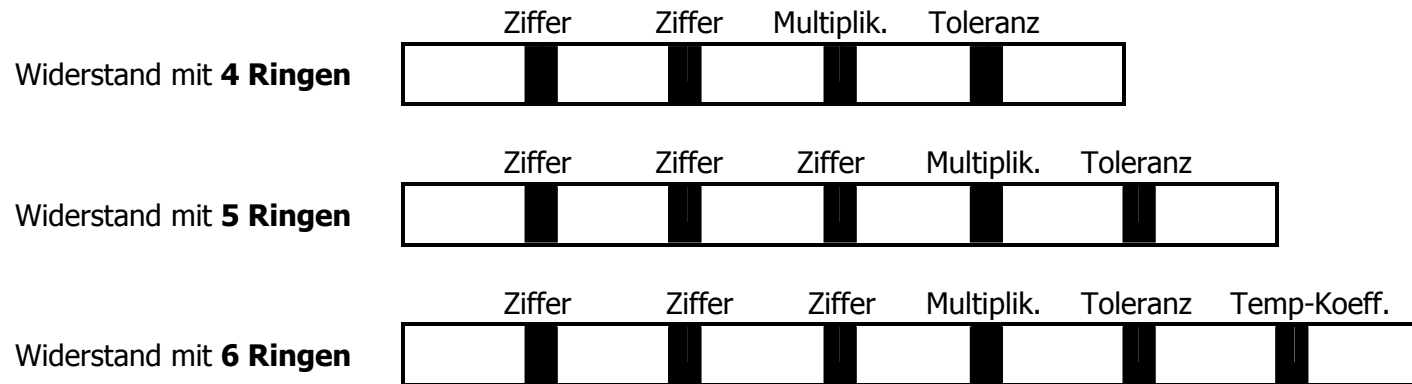 Ziffer Ziffer Multiplik. Toleranz
Widerstand mit 4 Ringen
Ziffer Ziffer Ziffer Multiplik. Toleranz
Widerstand mit 5 Ringen
Ziffer Ziffer Ziffer Multiplik. Toleranz Temp-Koeff.
Widerstand mit 6 Ringen